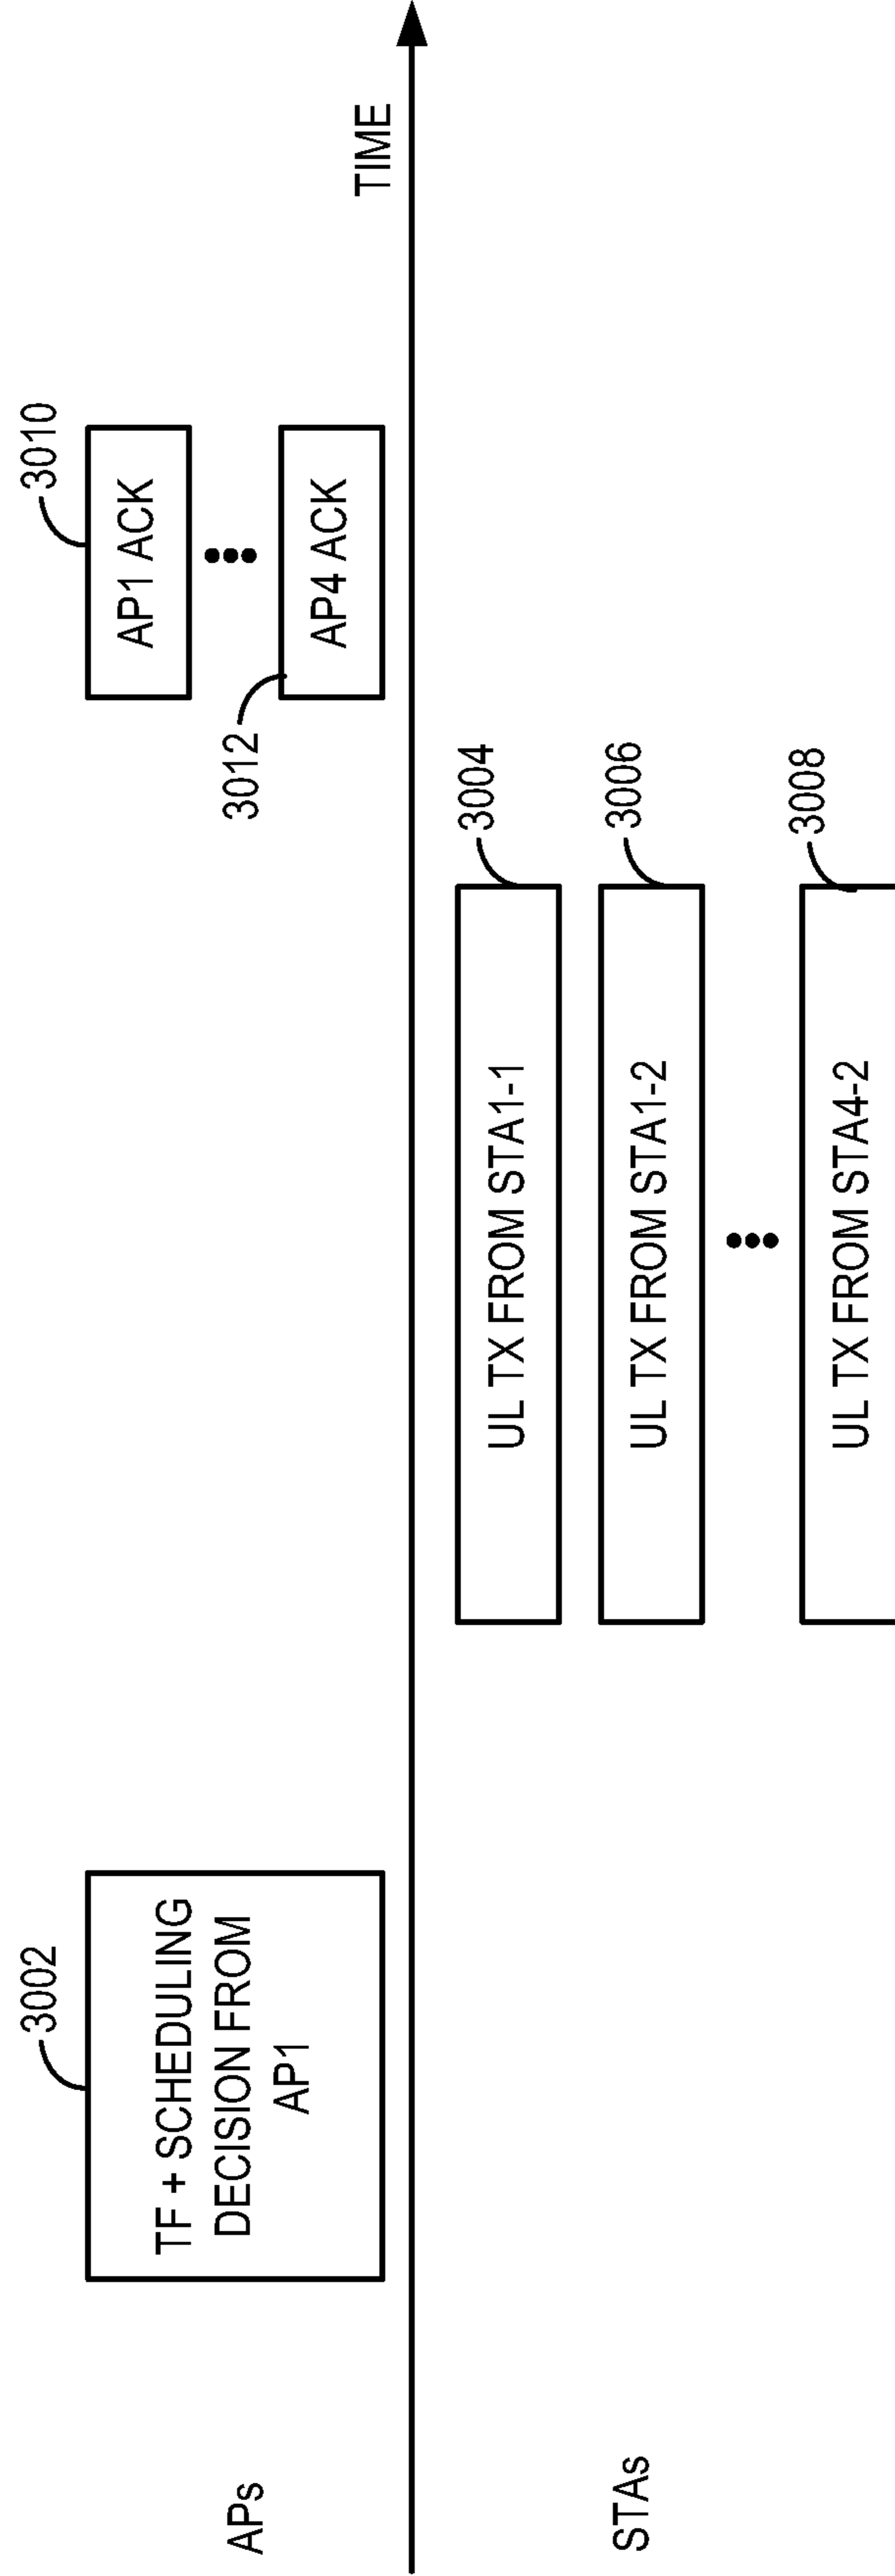 APs
3002
TF + SCHEDULING
DECISION FROM
AP1
3010
AP1 ACK
3012
AP4 ACK
TIME
STAs
UL TX FROM STA1-1
3004
UL TX FROM STA1-2
3006
UL TX FROM STA4-2
3008